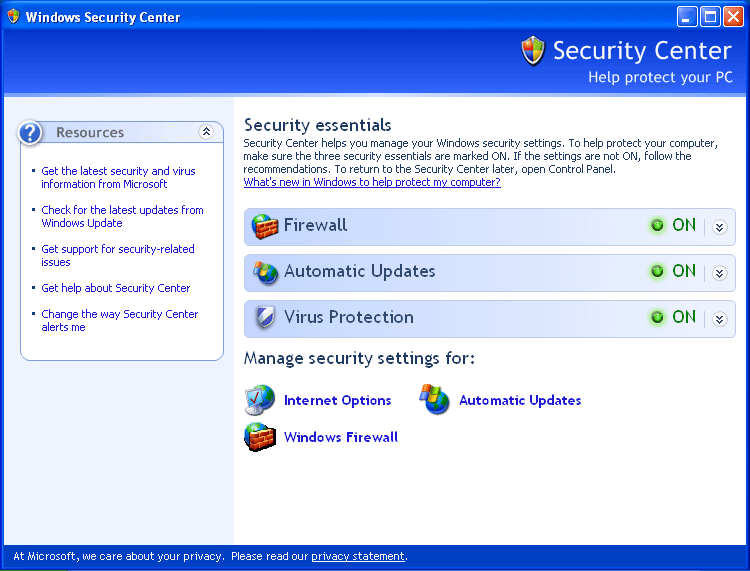 Windows Security Center
Security Center
Help protect your PC
Resources
Get the latest security and virus
information from Microsoft
Check for the latest updates from
Windows Update
Get support for security-related
issues
Get help about Security Center
Change the way Security Center
alerts me
Security essentials
Security Center helps you manage your Windows security settings. To help protect your computer,
make sure the three security essentials are marked ON. If the settings are not ON, follow the
recommendations. To return to the Security Center later, open Control Panel.
What's new in Windows to help protect my computer?
Firewall ON
Automatic Updates ON
Virus Protection ON
Manage security settings for:
Internet Options Automatic Updates
Windows Firewall
At Microsoft, we care about your privacy. Please read our privacy statement.